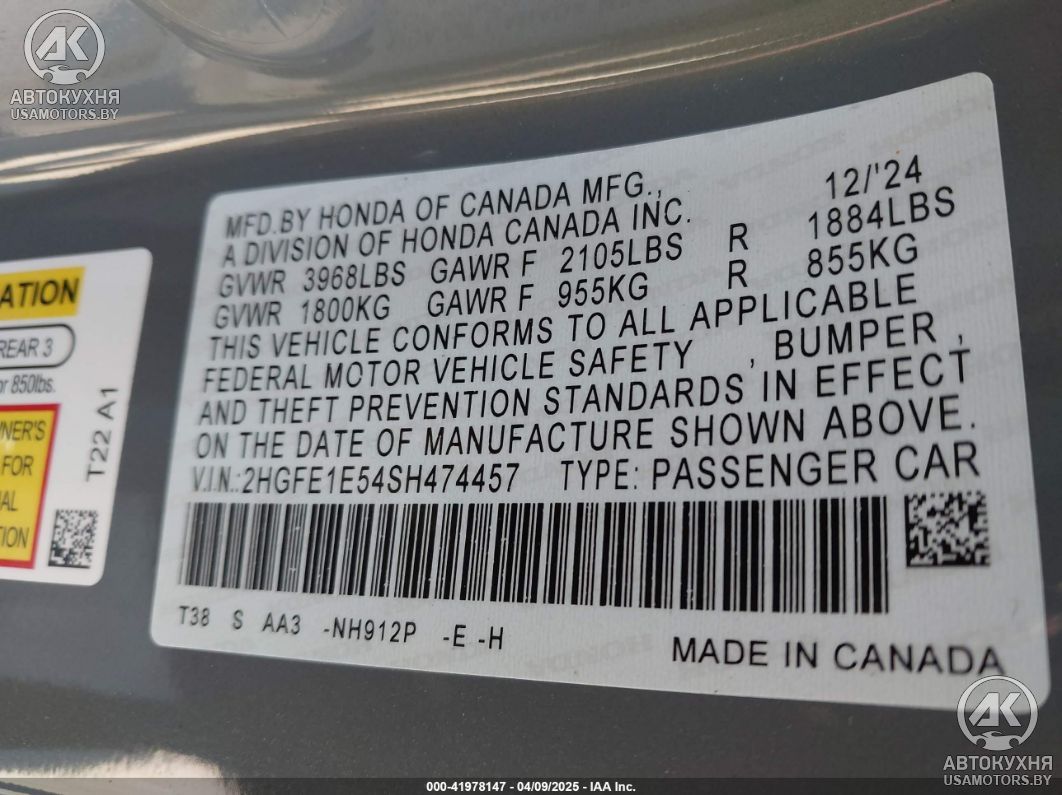 AK
АВТОКУХНЯ
USAMOTORS.BY
ATION
REAR 3
or 850lbs.
NER'S
FOR
AL
ION
T22 A1
MFD.BY HONDA OF CANADA MFG., 12/'24
A DIVISION OF HONDA CANADA INC.
GVWR 3968LBS GAWR F 2105LBS R 1884LBS
GVWR 1800KG GAWR F 955KG R 855KG
THIS VEHICLE CONFORMS TO ALL APPLICABLE
FEDERAL MOTOR VEHICLE SAFETY , BUMPER ,
AND THEFT PREVENTION STANDARDS IN EFFECT
ON THE DATE OF MANUFACTURE SHOWN ABOVE.
V.I.N.:2HGFE1E54SH474457 TYPE: PASSENGER CAR
T38 S AA3 -NH912P -E -H
MADE IN CANADA
AK
АВТОКУХНЯ
USAMOTORS.BY
000-41978147 - 04/09/2025 - IAA Inc.